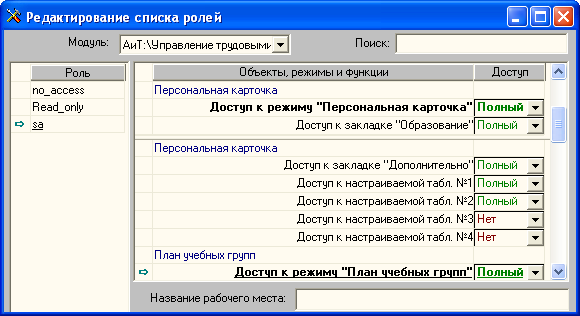 Редактирование списка ролей
Модуль: АиТ:\Управление трудовыми Поиск:
Роль Объекты, режимы и функции Доступ
no_access
Read_only
sa
Персональная карточка
Доступ к режиму "Персональная карточка" Полный
Доступ к закладке "Образование" Полный
Персональная карточка
Доступ к закладке "Дополнительно" Полный
Доступ к настраиваемой табл. №1 Полный
Доступ к настраиваемой табл. №2 Полный
Доступ к настраиваемой табл. №3 Нет
Доступ к настраиваемой табл. №4 Нет
План учебных групп
Доступ к режиму "План учебных групп" Полный
Название рабочего места: